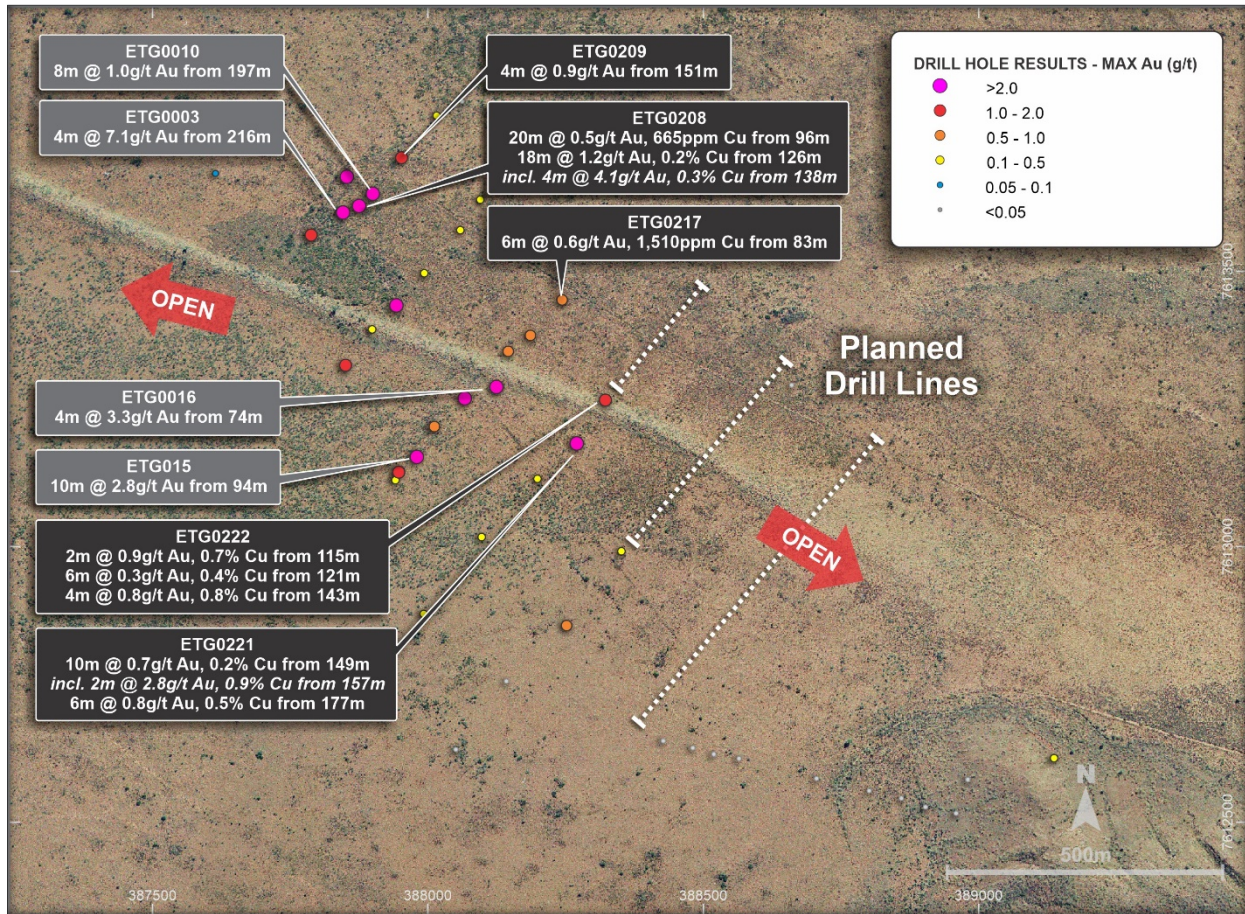 ETG0010
8m @ 1.0g/t Au from 197m
ETG0003
4m @ 7.1g/t Au from 216m
ETG0209
4m @ 0.9g/t Au from 151m
ETG0208
20m @ 0.5g/t Au, 665ppm Cu from 96m
18m @ 1.2g/t Au, 0.2% Cu from 126m
incl. 4m @ 4.1g/t Au, 0.3% Cu from 138m
ETG0217
6m @ 0.6g/t Au, 1,510ppm Cu from 83m
DRILL HOLE RESULTS - MAX Au (g/t)
>2.0
1.0 - 2.0
0.5 - 1.0
0.1 - 0.5
0.05 - 0.1
<0.05
7613500
OPEN
Planned
Drill Lines
ETG0016
4m @ 3.3g/t Au from 74m
ETG015
10m @ 2.8g/t Au from 94m
ETG0222
2m @ 0.9g/t Au, 0.7% Cu from 115m
6m @ 0.3g/t Au, 0.4% Cu from 121m
4m @ 0.8g/t Au, 0.8% Cu from 143m
OPEN
7613000
ETG0221
10m @ 0.7g/t Au, 0.2% Cu from 149m
incl. 2m @ 2.8g/t Au, 0.9% Cu from 157m
6m @ 0.8g/t Au, 0.5% Cu from 177m
N
500m
7612500
387500
388000
388500
389000